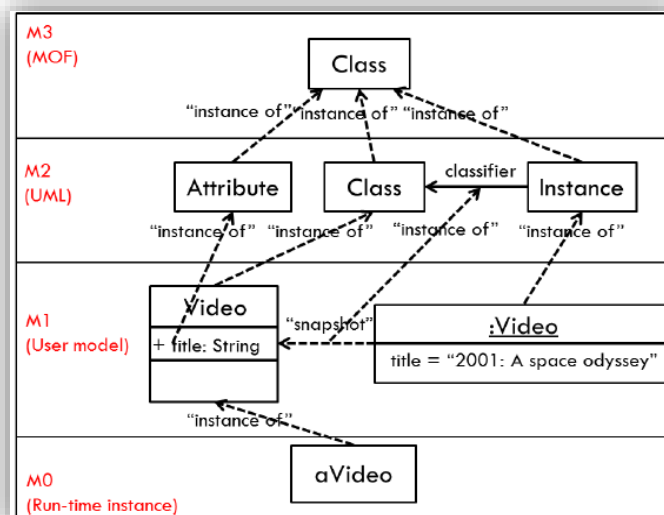 M3
(MOF)
Class
“instance of”
“instance of”
“instance of”
M2
(UML)
Attribute
Class
classifier
Instance
“instance of”
“instance of”
“instance of”
“instance of”
M1
(User model)
Video
+ title: String
“snapshot”
:Video
title = “2001: A space odyssey”
“instance of”
M0
(Run-time instance)
aVideo